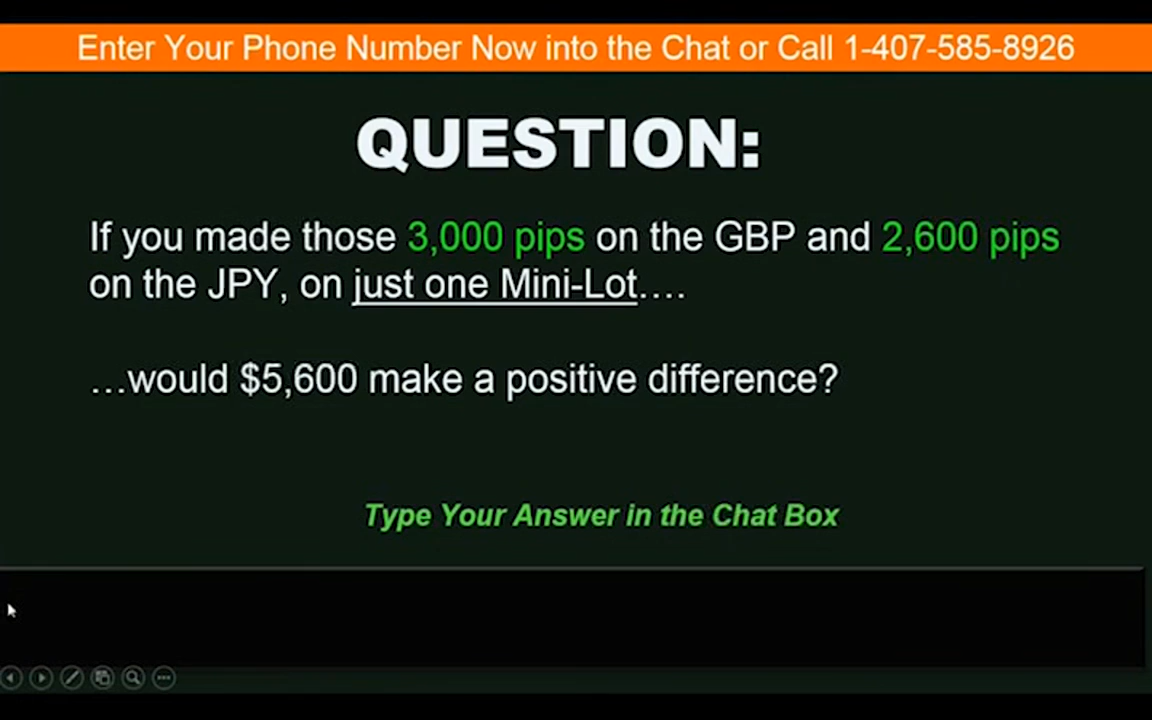 Enter Your Phone Number Now into the Chat or Call 1-407-585-8926
QUESTION:
If you made those 3,000 pips on the GBP and 2,600 pips
on the JPY, on just one Mini-Lot....
...would $5,600 make a positive difference?
Type Your Answer in the Chat Box